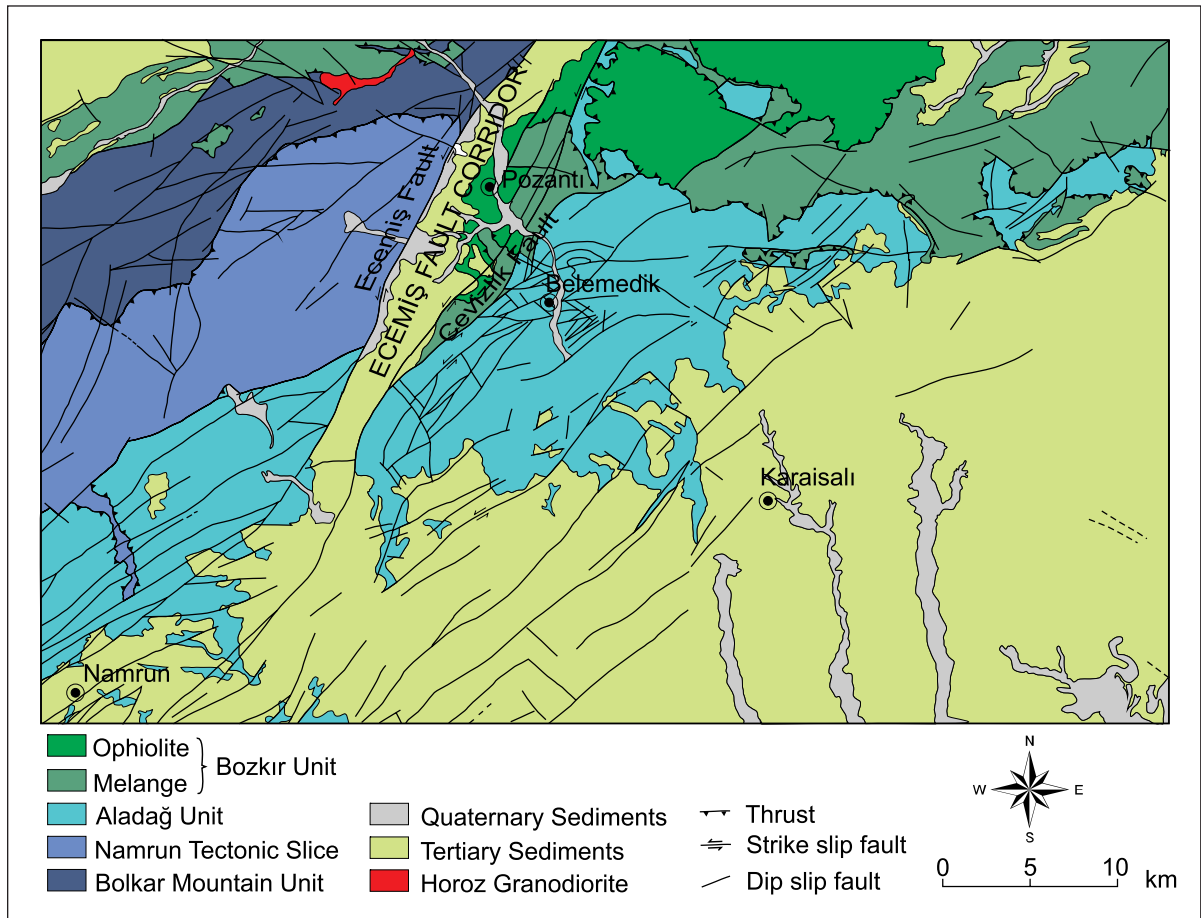 ECEMİŞ FAULT CORRIDOR
Ecemiş Fault
Pozantı
Cevizlik Fault
Belemedik
Karaisalı
Namrun
Ophiolite
Melange
Bozkır Unit
Aladağ Unit
Namrun Tectonic Slice
Bolkar Mountain Unit
Quaternary Sediments
Tertiary Sediments
Horoz Granodiorite
Thrust
Strike slip fault
Dip slip fault
N
W E
S
0 5 10 km